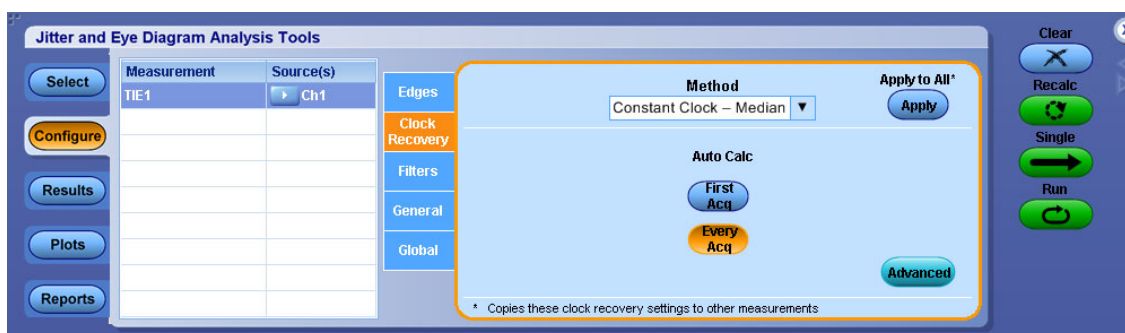 Jitter and Eye Diagram Analysis Tools
Select
Configure
Results
Plots
Reports
Measurement Source(s)
TIE1 Ch1
Edges
Clock
Recovery
Filters
General
Global
Method
Constant Clock – Median
Apply to All*
Apply
Auto Calc
First
Acq
Every
Acq
Advanced
* Copies these clock recovery settings to other measurements
Clear
Recalc
Single
Run